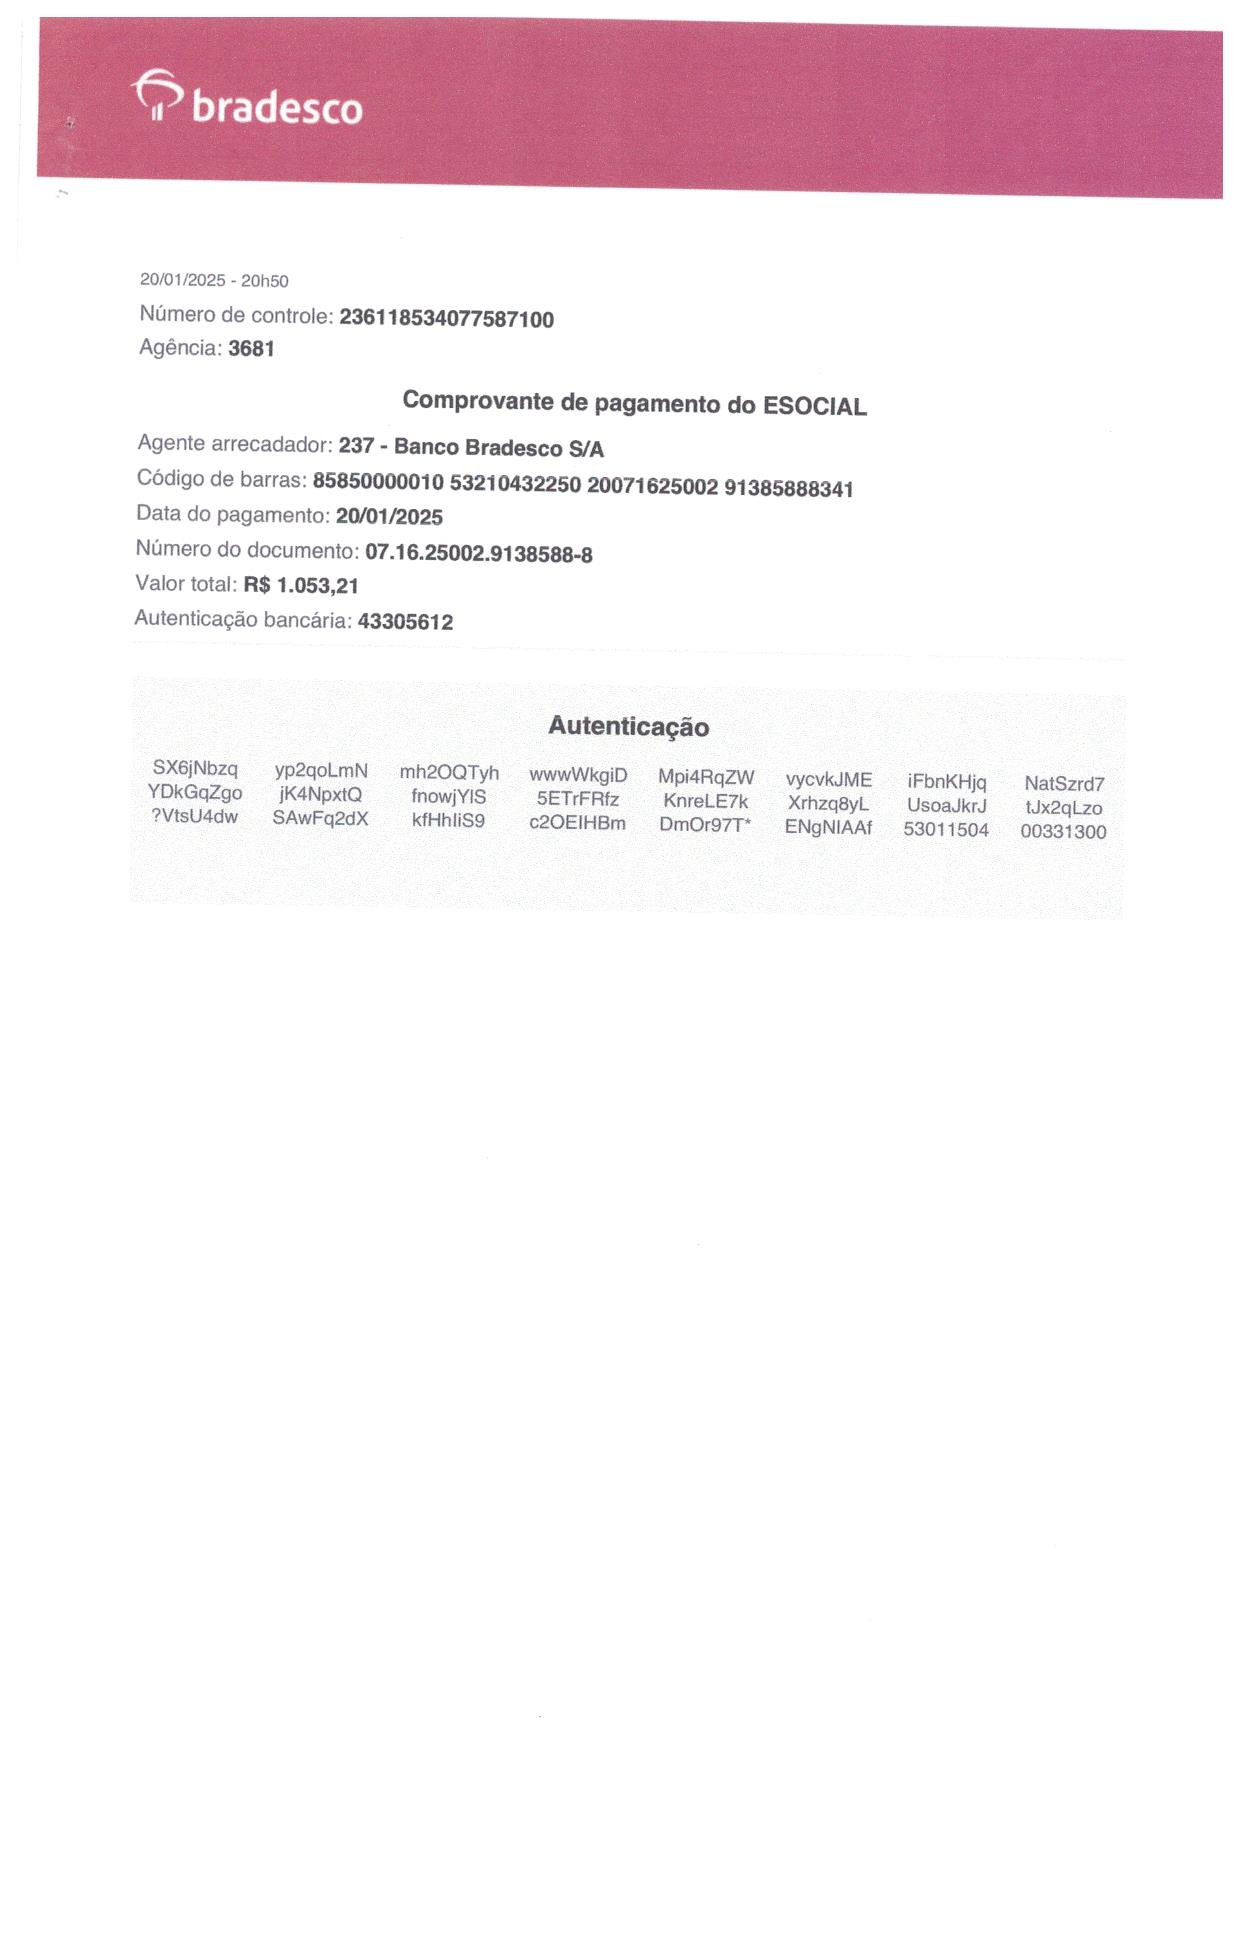 bradesco
20/01/2025 - 20h50
Número de controle: 236118534077587100
Agência: 3681
Comprovante de pagamento do ESOCIAL
Agente arrecadador: 237 - Banco Bradesco S/A
Código de barras: 85850000010 53210432250 20071625002 91385888341
Data do pagamento: 20/01/2025
Número do documento: 07.16.25002.9138588-8
Valor total: R$ 1.053,21
Autenticação bancária: 43305612
Autenticação
SX6jNbzq yp2qoLmN mh2OQTyh wwwWkgiD Mpi4RqZW vycvkJME iFbnKHjq NatSzrd7
YDkGqZgo jK4NpxtQ fnowjYlS 5ETrFRfz KnreLE7k Xrhzq8yL UsoaJkrJ tJx2qLzo
?VtsU4dw SAwFq2dX kfHhIiS9 c2OEIHBm DmOr97T* ENgNIAAf 53011504 00331300